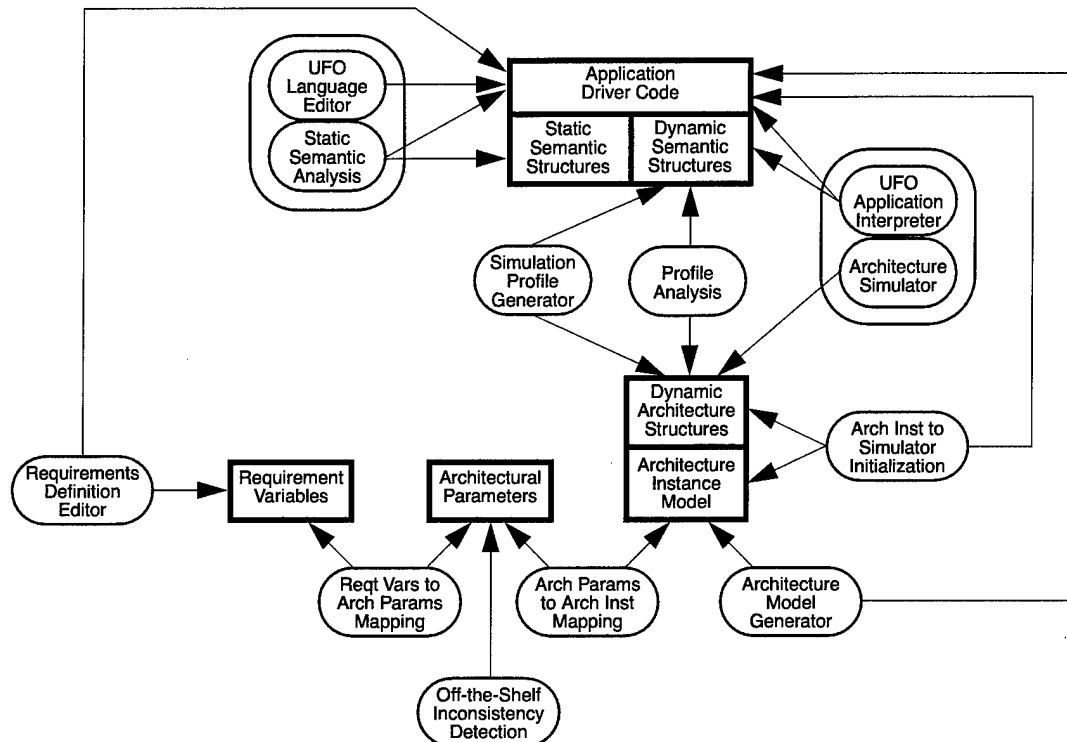 UFO
Language
Editor
Static
Semantic
Analysis
Application
Driver Code
Static
Semantic
Structures
Dynamic
Semantic
Structures
UFO
Application
Interpreter
Architecture
Simulator
Simulation
Profile
Generator
Profile
Analysis
Dynamic
Architecture
Structures
Architecture
Instance
Model
Arch Inst to
Simulator
Initialization
Requirements
Definition
Editor
Requirement
Variables
Architectural
Parameters
Reqt Vars to
Arch Params
Mapping
Arch Params
to Arch Inst
Mapping
Architecture
Model
Generator
Off-the-Shelf
Inconsistency
Detection